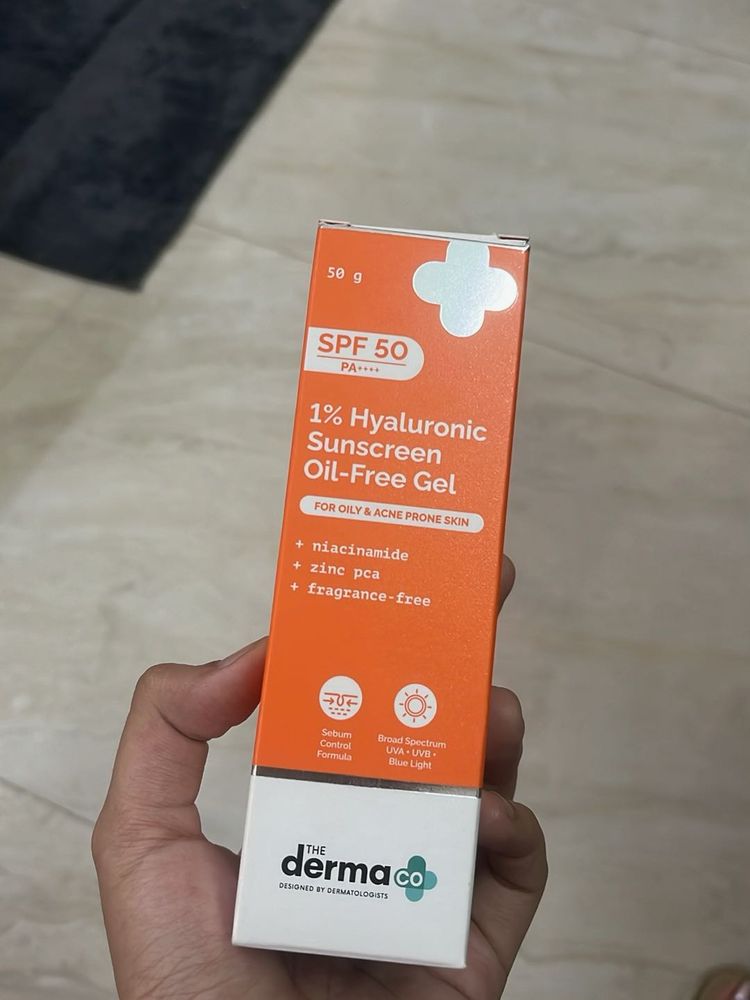 50 g
SPF 50
PA++++
1% Hyaluronic
Sunscreen
Oil-Free Gel
FOR OILY & ACNE PRONE SKIN
+ niacinamide
+ zinc pca
+ fragrance-free
Sebum
Control
Formula
Broad Spectrum
UVA + UVB +
Blue Light
THE
derma co
DESIGNED BY DERMATOLOGISTS